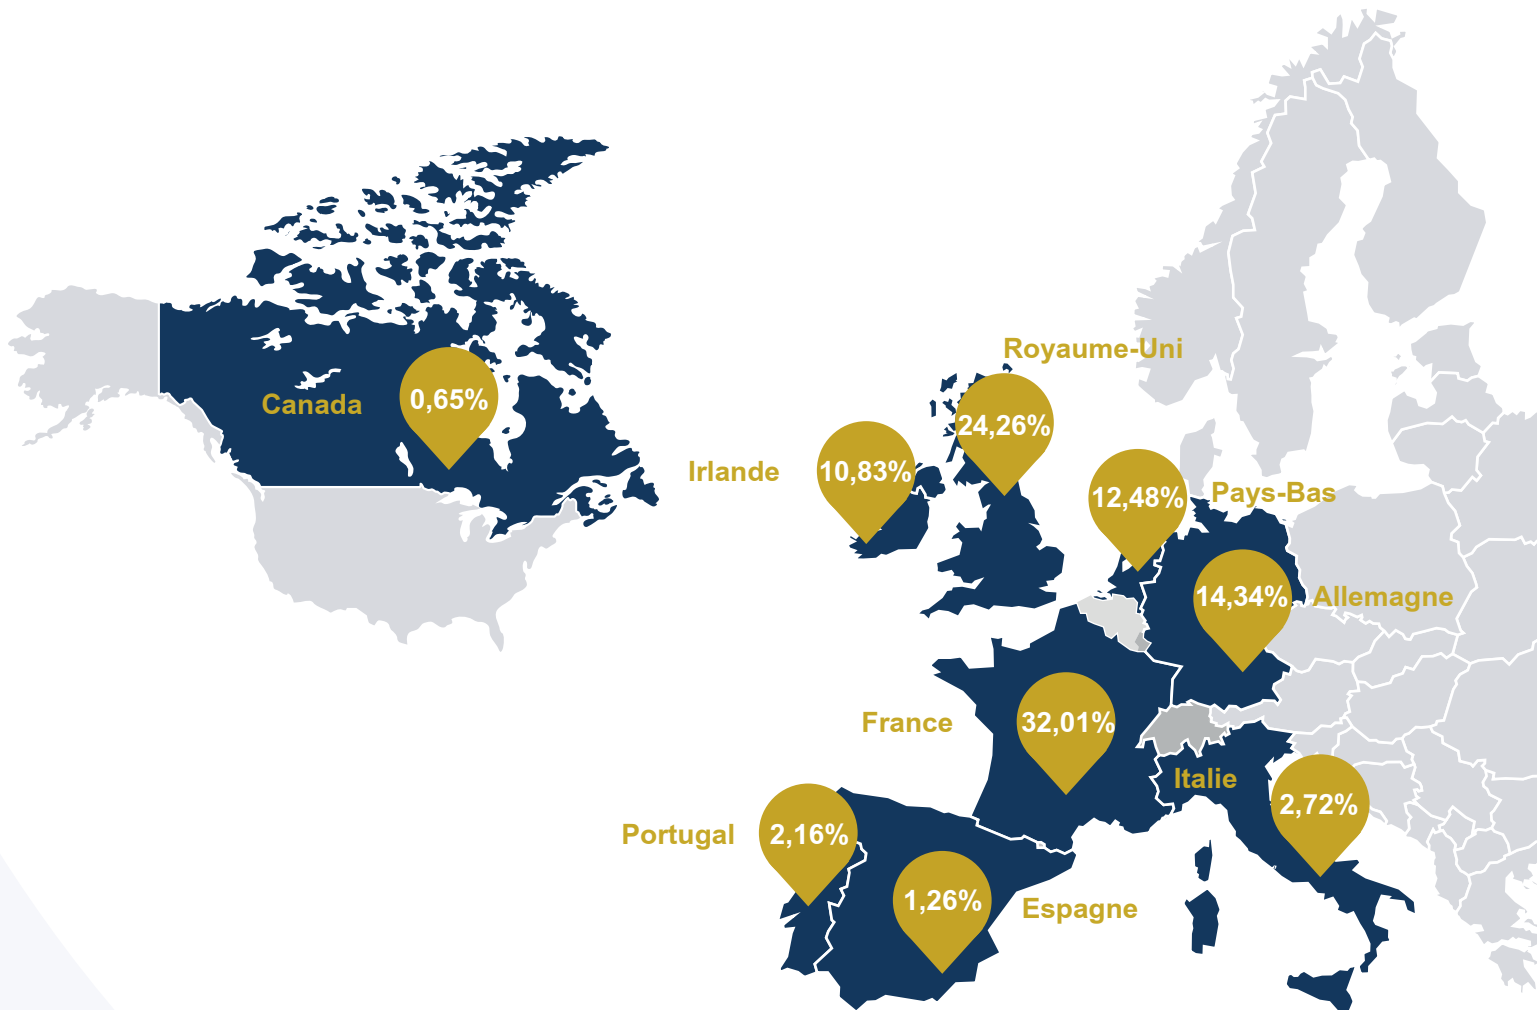 Royaume-Uni
24,26%
Canada
0,65%
Irlande
10,83%
Pays-Bas
12,48%
Allemagne
14,34%
France
32,01%
Italie
2,72%
Portugal
2,16%
Espagne
1,26%